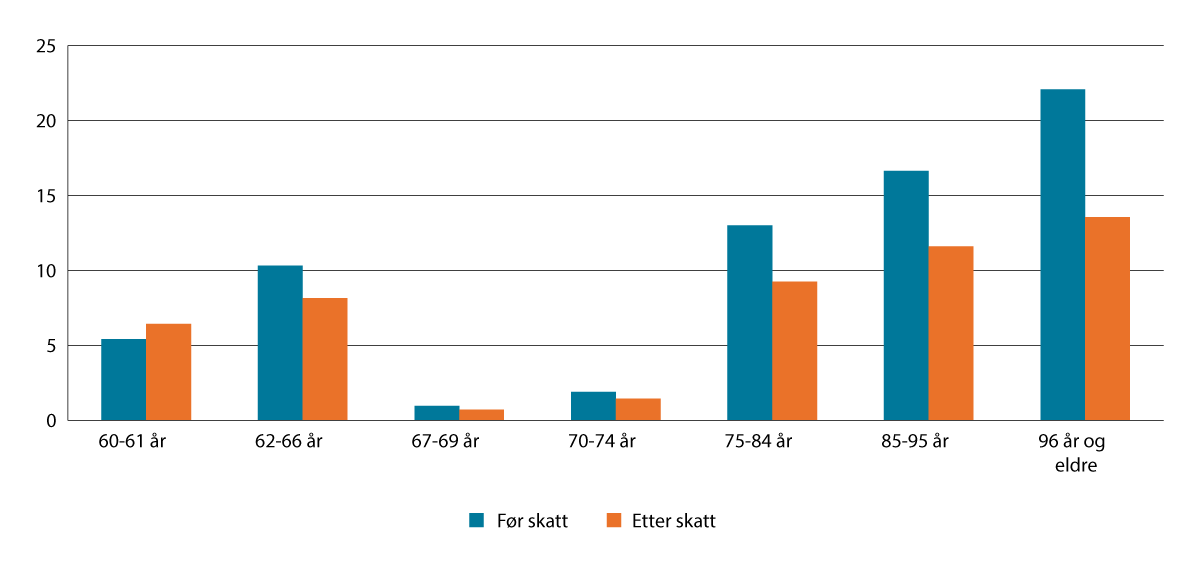 25
20
15
10
5
0
60-61 år
62-66 år
67-69 år
70-74 år
75-84 år
85-95 år
96 år og
eldre
Før skatt
Etter skatt